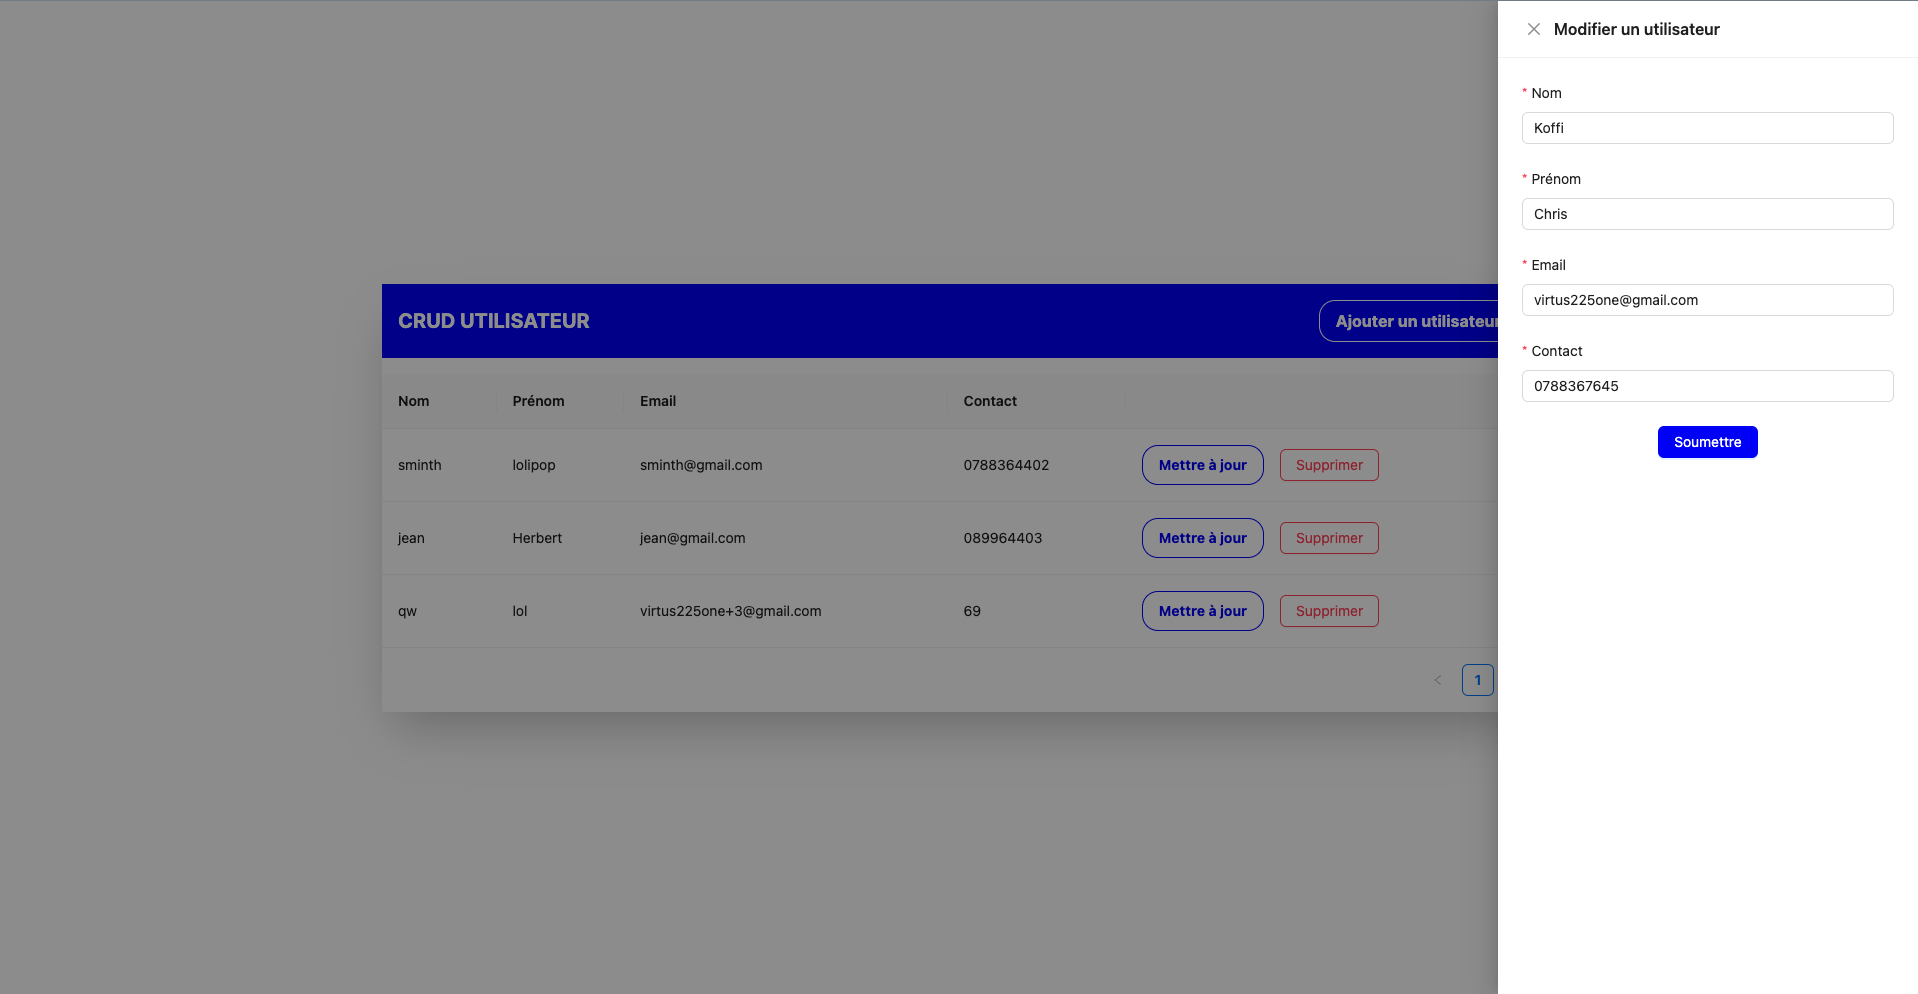 CRUD UTILISATEUR
Ajouter un utilisateur
Nom Prénom Email Contact
sminth lolipop sminth@gmail.com 0788364402 Mettre à jour Supprimer
jean Herbert jean@gmail.com 089964403 Mettre à jour Supprimer
qw lol virtus225one+3@gmail.com 69 Mettre à jour Supprimer
1
Modifier un utilisateur
* Nom
Koffi
* Prénom
Chris
* Email
virtus225one@gmail.com
* Contact
0788367645
Soumettre